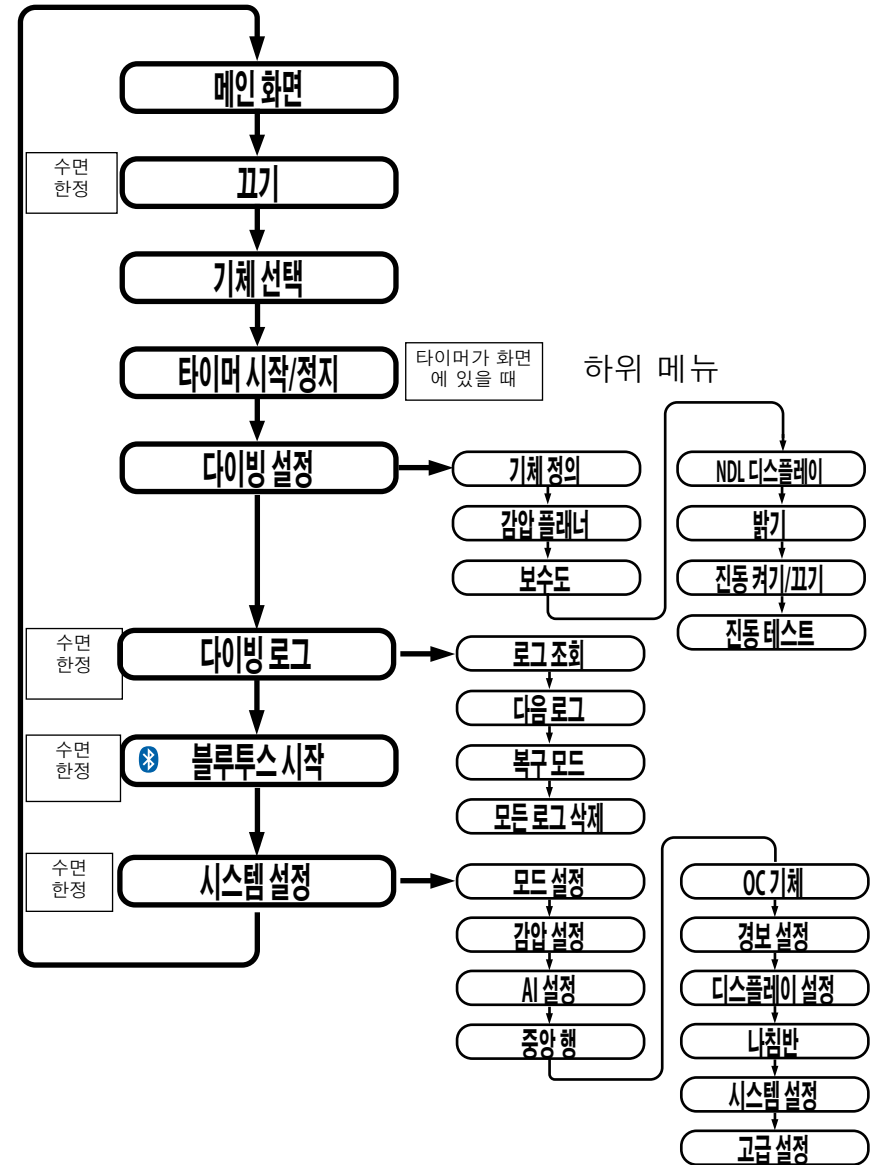 메인 화면
수면
한정
끄기
기체 선택
타이머 시작/정지
타이머가 화면
에 있을 때
하위 메뉴
다이빙 설정
기체 정의
감압 플래너
보수도
NDL 디스플레이
밝기
진동 켜기/끄기
진동 테스트
수면
한정
다이빙 로그
로그 조회
다음 로그
복구 모드
모든 로그 삭제
수면
한정
블루투스 시작
수면
한정
시스템 설정
모드 설정
감압 설정
AI 설정
중앙 행
OC 기체
경보 설정
디스플레이 설정
나침반
시스템 설정
고급 설정